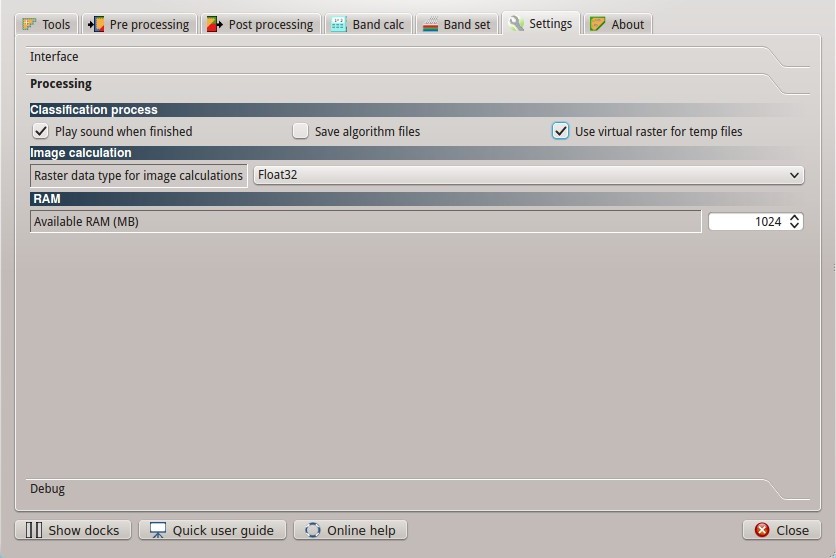 Tools Pre processing Post processing Band calc Band set Settings About
Interface
Processing
Classification process
Play sound when finished Save algorithm files Use virtual raster for temp files
Image calculation
Raster data type for image calculations Float32
RAM
Available RAM (MB) 1024
Debug
Show docks Quick user guide Online help Close